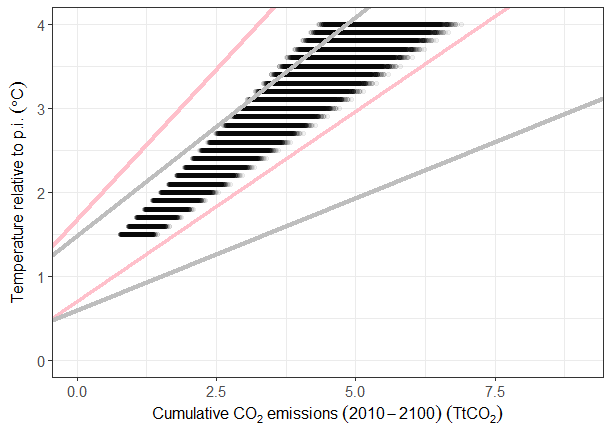 4
3
2
1
0
Temperature relative to p.i. (°C)
0.0 2.5 5.0 7.5
Cumulative CO₂ emissions (2010−2100) (TtCO₂)